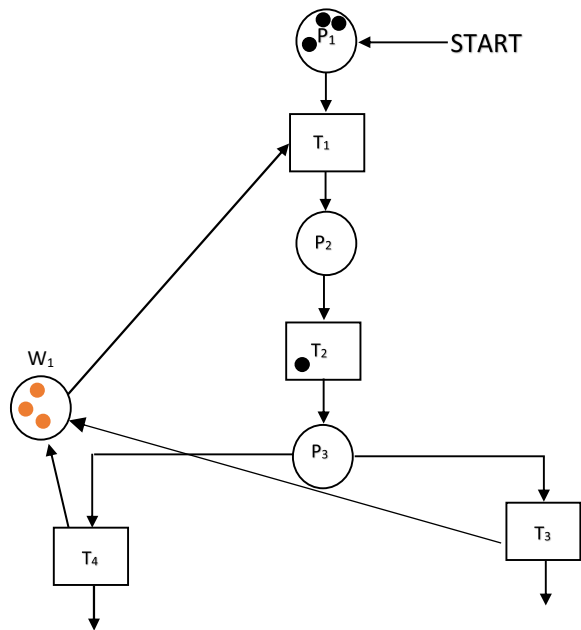 P₁
START
T₁
P₂
T₂
W₁
P₃
T₃
T₄